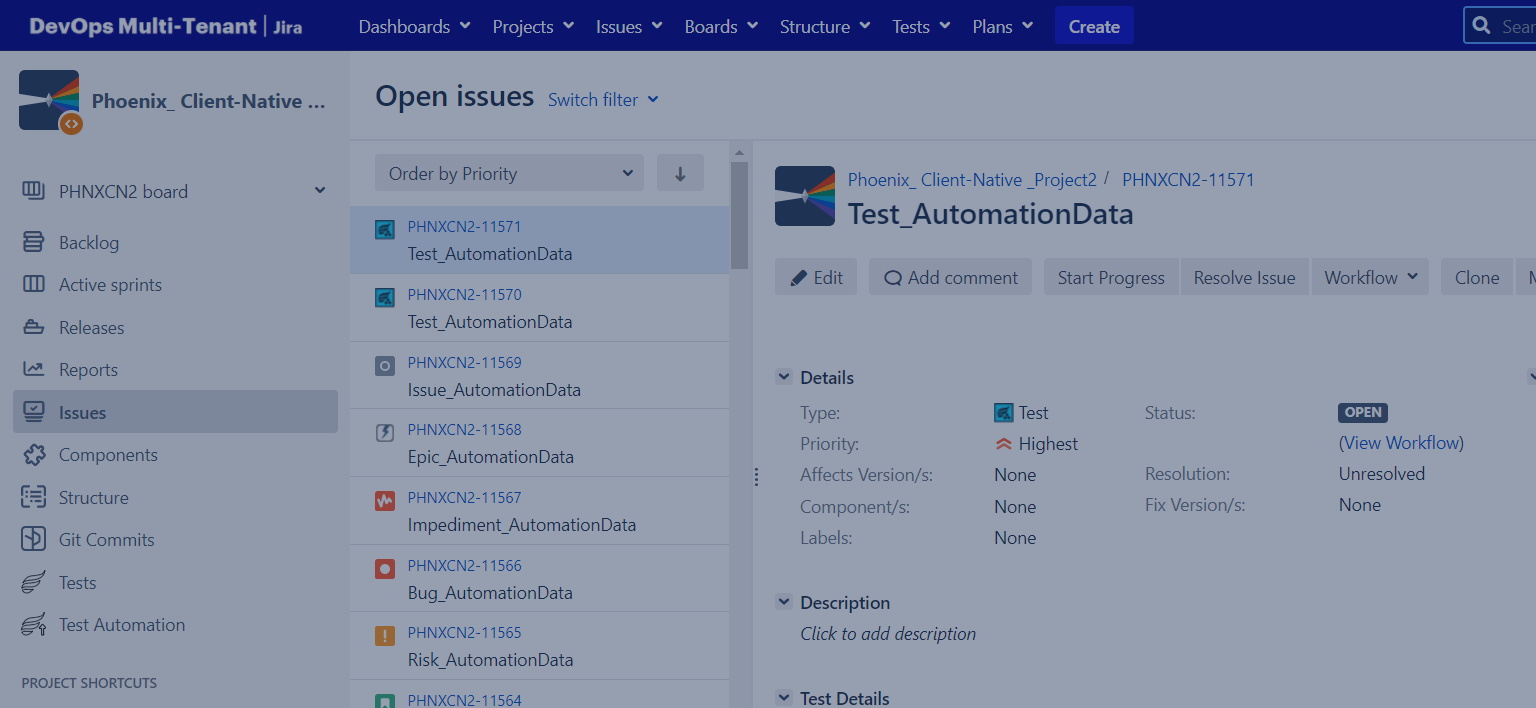 DevOps Multi-Tenant | Jira
Dashboards Projects Issues Boards Structure Tests Plans Create
Phoenix_ Client-Native ...
PHNXCN2 board
Backlog
Active sprints
Releases
Reports
Issues
Components
Structure
Git Commits
Tests
Test Automation
PROJECT SHORTCUTS
Open issues Switch filter
Order by Priority
PHNXCN2-11571
Test_AutomationData
PHNXCN2-11570
Test_AutomationData
PHNXCN2-11569
Issue_AutomationData
PHNXCN2-11568
Epic_AutomationData
PHNXCN2-11567
Impediment_AutomationData
PHNXCN2-11566
Bug_AutomationData
PHNXCN2-11565
Risk_AutomationData
PHNXCN2-11564
Phoenix_ Client-Native _Project2 / PHNXCN2-11571
Test_AutomationData
Edit Add comment Start Progress Resolve Issue Workflow Clone
Details
Type: Test Status: OPEN
Priority: Highest (View Workflow)
Affects Version/s: None Resolution: Unresolved
Component/s: None Fix Version/s: None
Labels: None
Description
Click to add description
Test Details